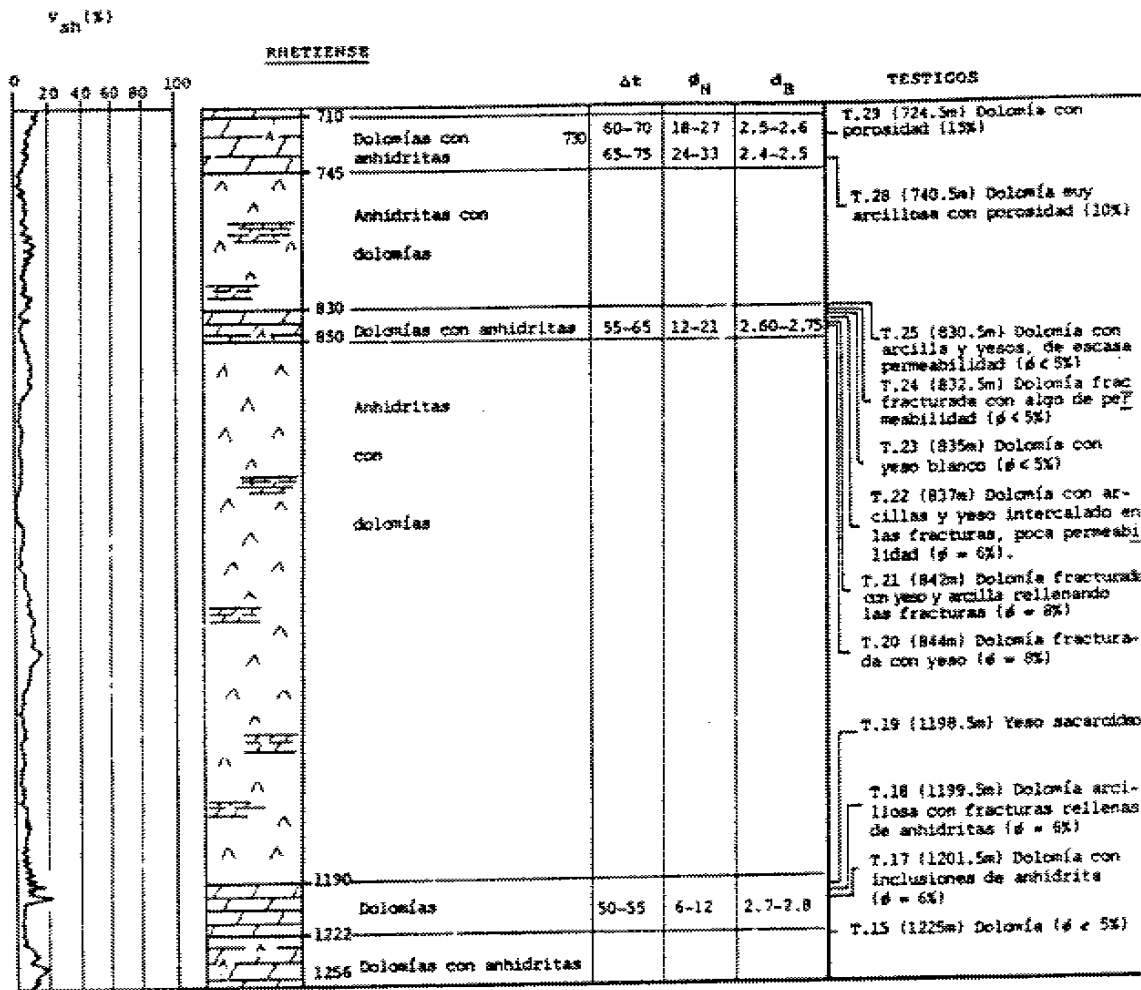 V_sh (%)
RHETIENSE
0 20 40 60 80 100
Δt ø_N d_B TESTIGOS
710
Dolomías con
anhidritas
730
60-70 18-27 2.5-2.6
65-75 24-33 2.4-2.5
745
Anhidritas con
dolomías
830
Dolomías con anhidritas 55-65 12-21 2.60-2.75
850
Anhidritas
con
dolomías
1190
Dolomías 50-55 6-12 2.7-2.8
1222
1256 Dolomías con anhidritas
T.29 (724.5m) Dolomía con
porosidad (15%)
T.28 (740.5m) Dolomía muy
arcillosa con porosidad (10%)
T.25 (830.5m) Dolomía con
arcilla y yesos, de escasa
permeabilidad (ø < 5%)
T.24 (832.5m) Dolomía frac
fracturada con algo de per
meabilidad (ø < 5%)
T.23 (835m) Dolomía con
yeso blanco (ø < 5%)
T.22 (837m) Dolomía con ar-
cillas y yeso intercalado en
las fracturas, poca permeabi
lidad (ø = 6%).
T.21 (842m) Dolomía fracturada
con yeso y arcilla rellenando
las fracturas (ø = 8%)
T.20 (844m) Dolomía fractura-
da con yeso (ø = 8%)
T.19 (1198.5m) Yeso sacaroideo
T.18 (1199.5m) Dolomía arci-
llosa con fracturas rellenas
de anhidritas (ø = 6%)
T.17 (1201.5m) Dolomía con
inclusiones de anhidrita
(ø = 6%)
T.15 (1225m) Dolomía (ø < 5%)